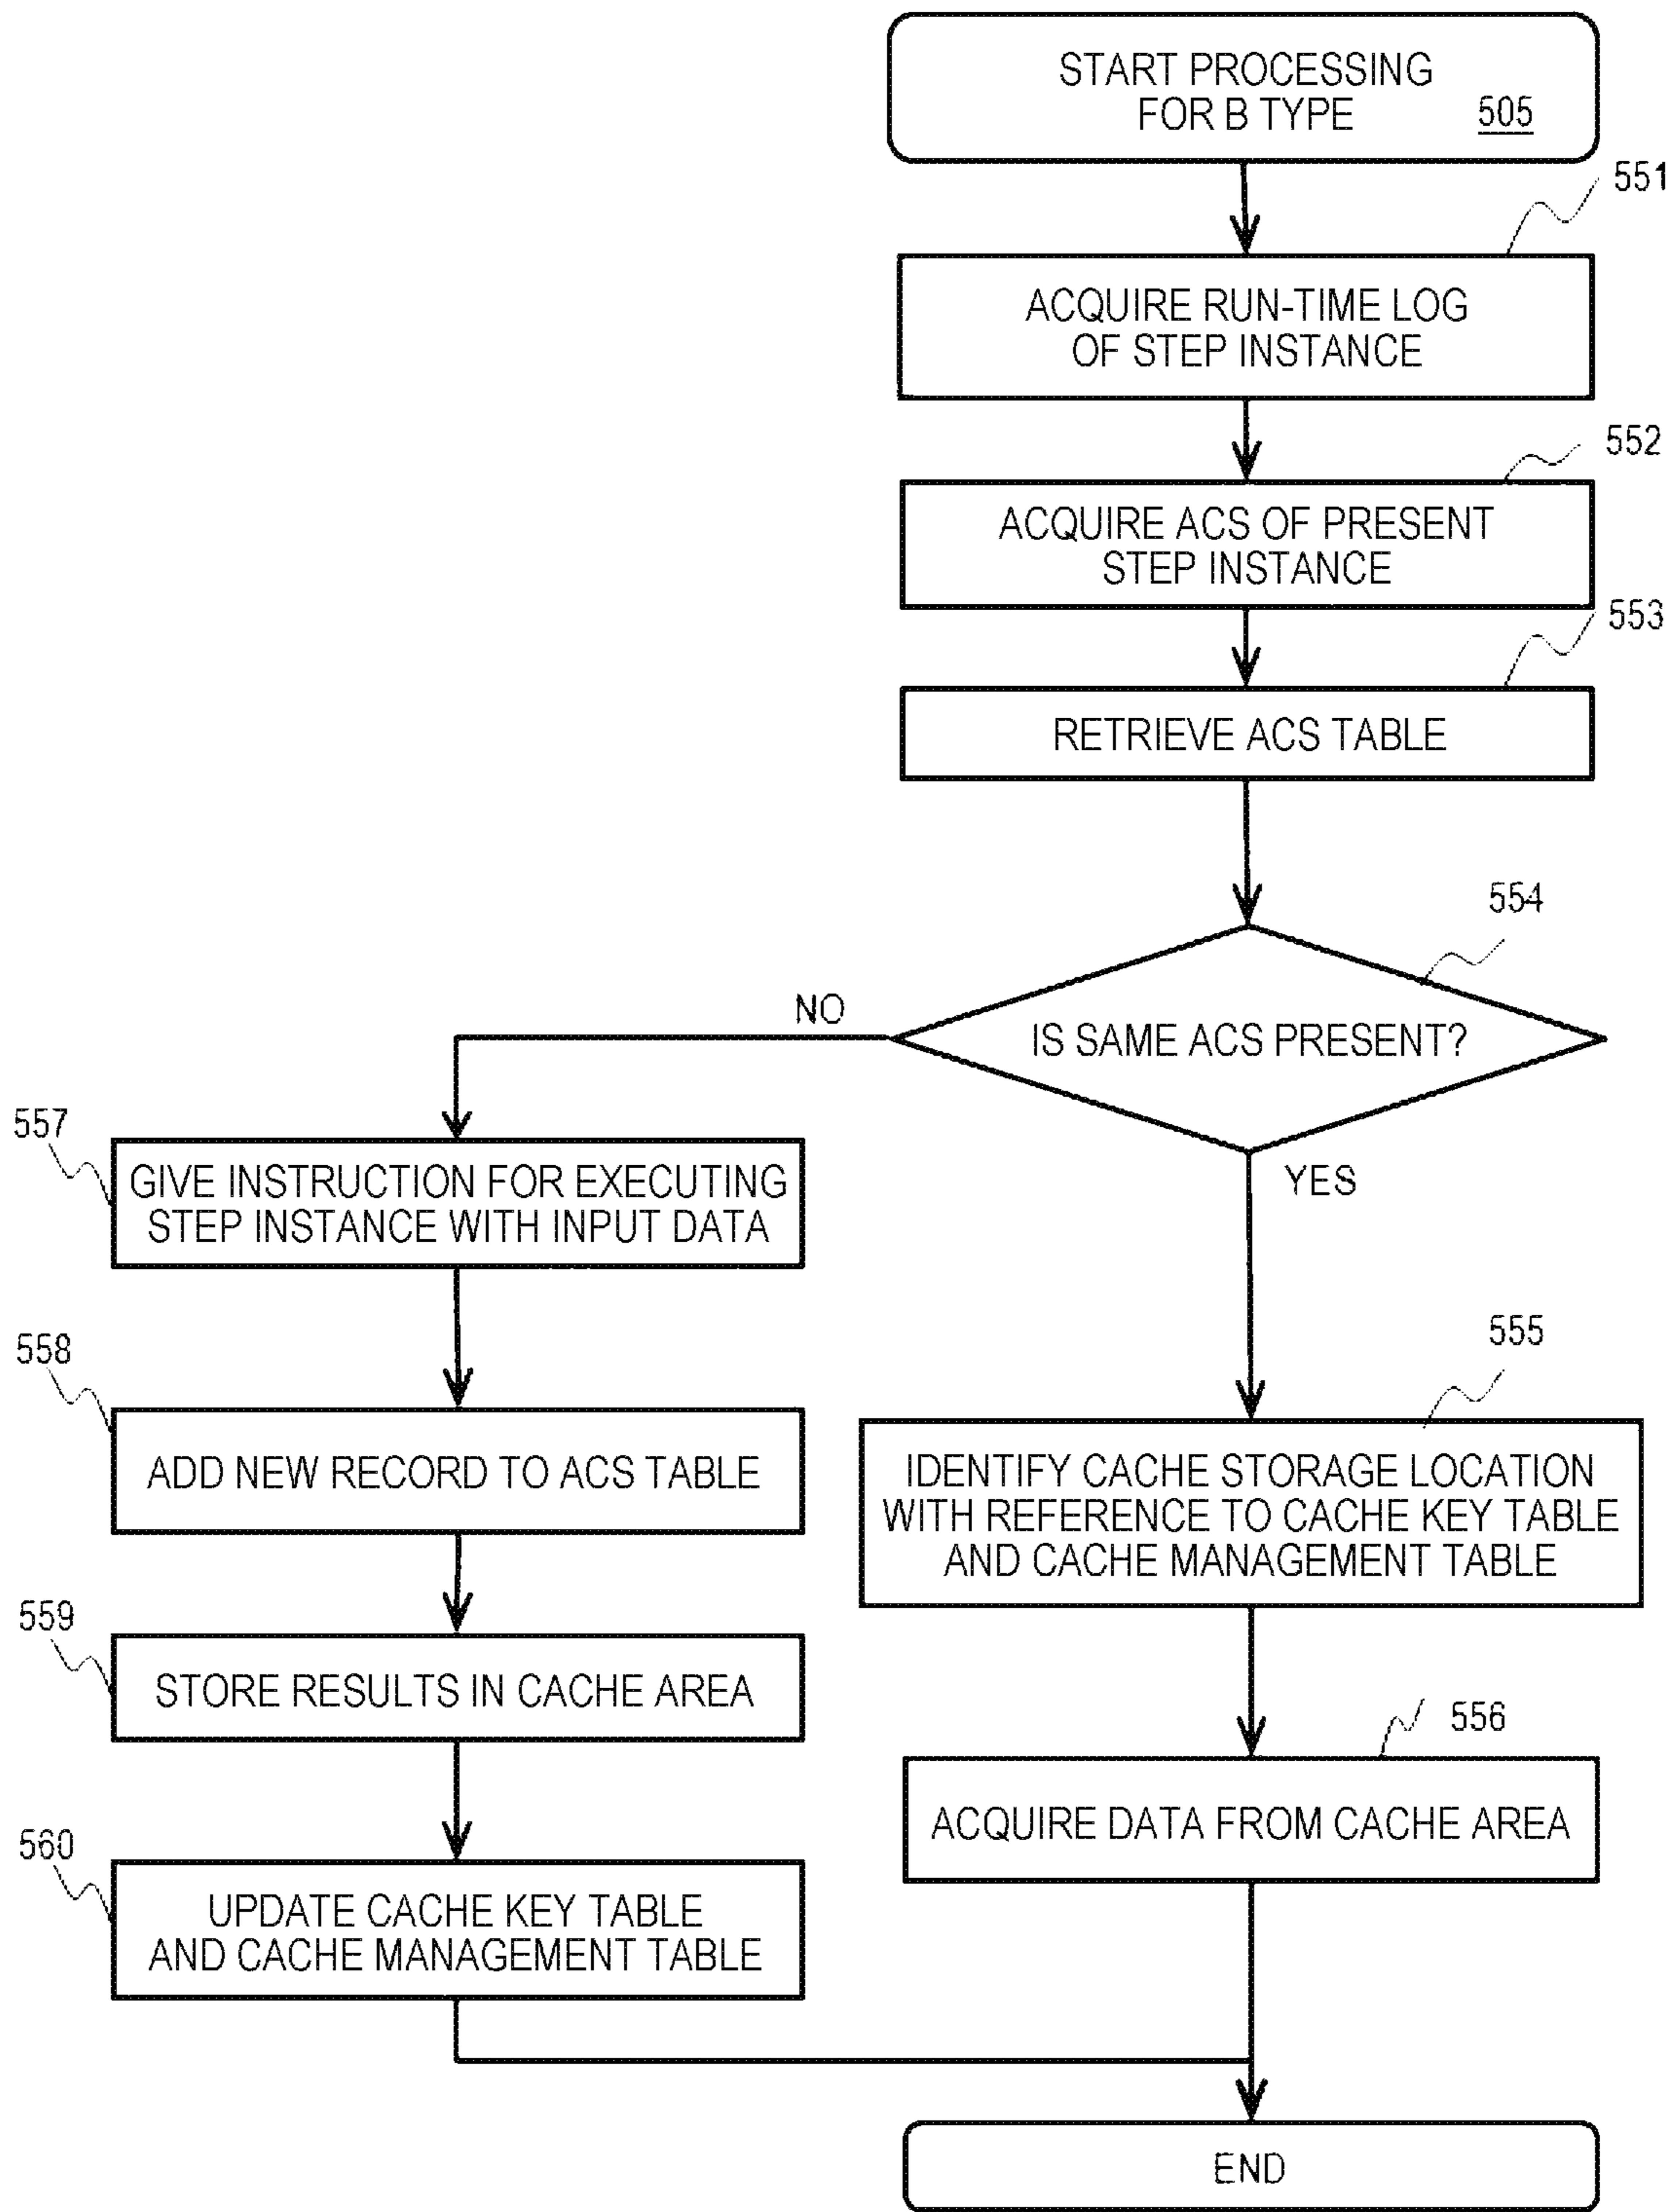 START PROCESSING
FOR B TYPE 505
551
ACQUIRE RUN-TIME LOG
OF STEP INSTANCE
552
ACQUIRE ACS OF PRESENT
STEP INSTANCE
553
RETRIEVE ACS TABLE
554
IS SAME ACS PRESENT?
NO
YES
557
GIVE INSTRUCTION FOR EXECUTING
STEP INSTANCE WITH INPUT DATA
558
ADD NEW RECORD TO ACS TABLE
559
STORE RESULTS IN CACHE AREA
560
UPDATE CACHE KEY TABLE
AND CACHE MANAGEMENT TABLE
555
IDENTIFY CACHE STORAGE LOCATION
WITH REFERENCE TO CACHE KEY TABLE
AND CACHE MANAGEMENT TABLE
556
ACQUIRE DATA FROM CACHE AREA
END